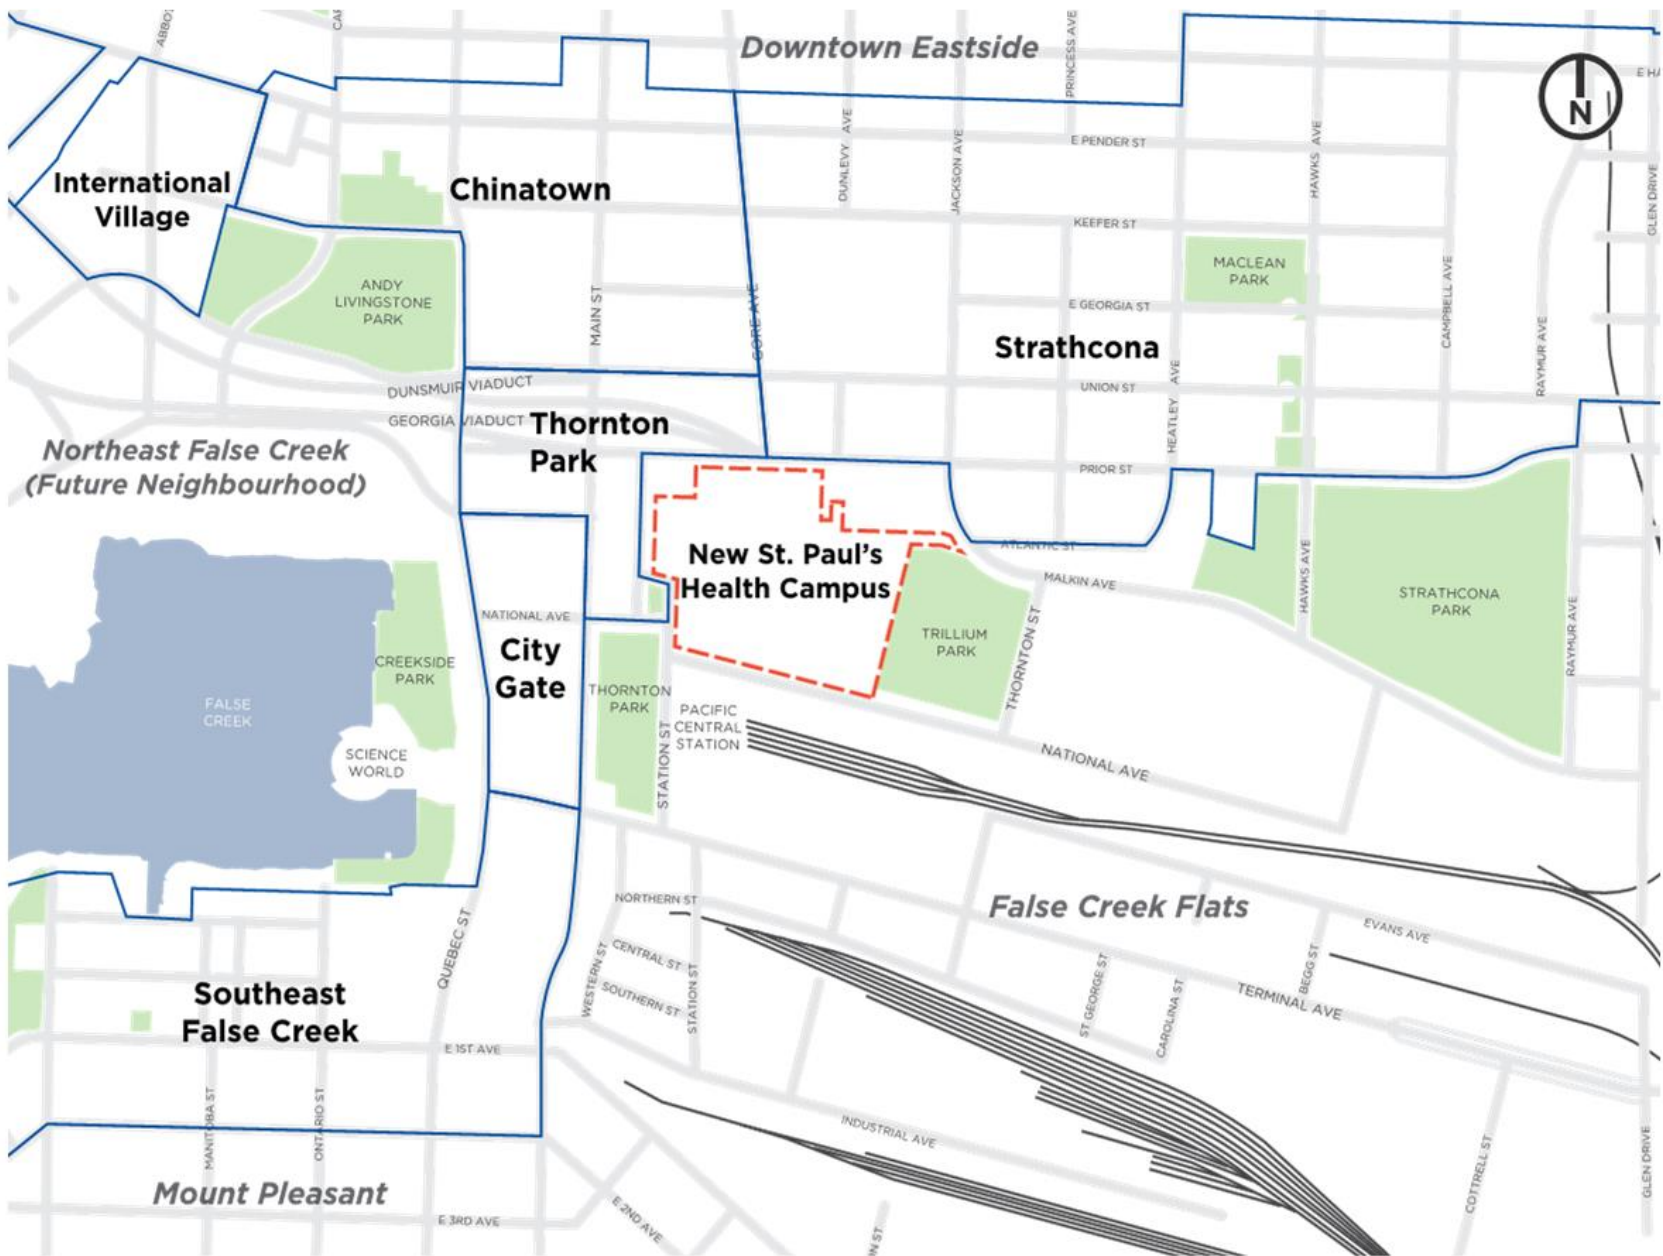 Downtown Eastside
N
PRINCESS AVE
DUNLEVY AVE
JACKSON AVE
E PENDER ST
HAWKS AVE
GLEN DRIVE
International
Village
Chinatown
KEEFER ST
MACLEAN
PARK
ANDY
LIVINGSTONE
PARK
MAIN ST
GORE AVE
E GEORGIA ST
CAMPBELL AVE
RAYMUR AVE
Strathcona
DUNSMUIR VIADUCT
UNION ST
HEATLEY AVE
GEORGIA VIADUCT
Thornton
Park
Northeast False Creek
(Future Neighbourhood)
PRIOR ST
New St. Paul's
Health Campus
ATLANTIC ST
MALKIN AVE
HAWKS AVE
STRATHCONA
PARK
RAYMUR AVE
NATIONAL AVE
City
Gate
TRILLIUM
PARK
THORNTON ST
CREEKSIDE
PARK
FALSE
CREEK
THORNTON
PARK
PACIFIC
CENTRAL
STATION
STATION ST
SCIENCE
WORLD
NATIONAL AVE
NORTHERN ST
False Creek Flats
EVANS AVE
QUEBEC ST
WESTERN ST
CENTRAL ST
SOUTHERN ST
STATION ST
ST GEORGE ST
CAROLINA ST
BEGG ST
TERMINAL AVE
Southeast
False Creek
E 1ST AVE
MANITOBA ST
ONTARIO ST
INDUSTRIAL AVE
COTTRELL ST
GLEN DRIVE
Mount Pleasant
E 3RD AVE
E 2ND AVE